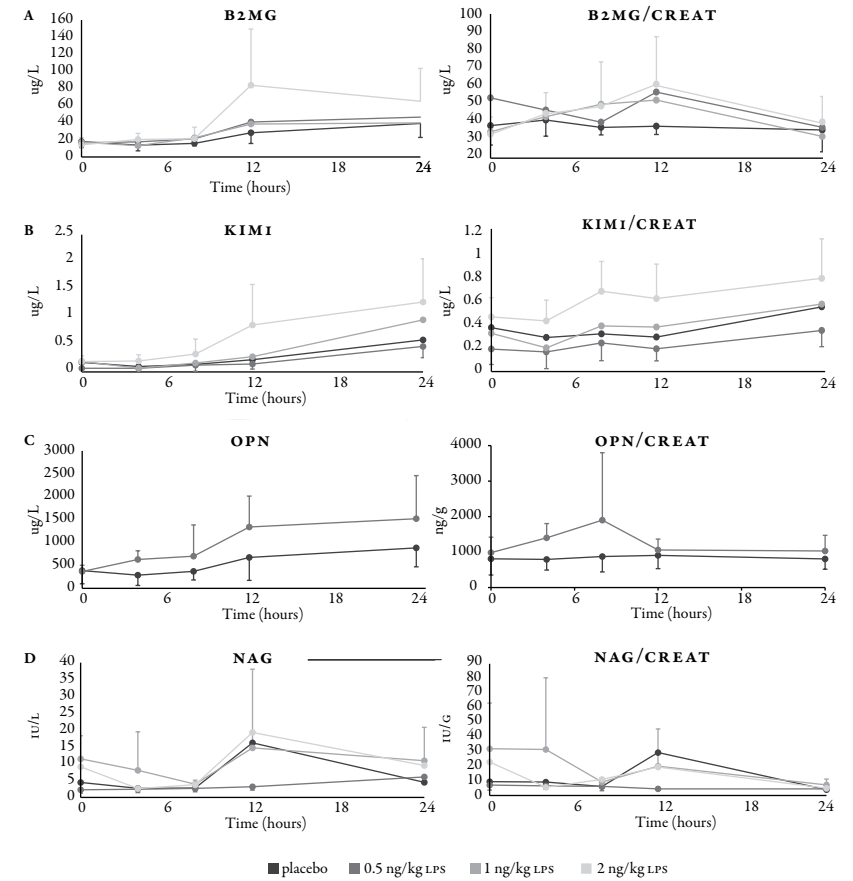 A B2MG B2MG/CREAT
160 100
140 90
120 80
100 70
80 60
60 50
40 40
20 30
0 20
ug/L ug/L
0 6 12 18 24 0 6 12 18 24
Time (hours)
B KIM1 KIM1/CREAT
2.5 1.2
2 1
1.5 0.8
1 0.6
0.5 0.4
0 0.2
0
ug/L ug/L
0 6 12 18 24 0 6 12 18 24
Time (hours)
C OPN OPN/CREAT
3000 4000
2500 3000
2000 2000
1500 1000
1000 0
500
0
ug/L ng/g
0 6 12 18 24 0 6 12 18 24
Time (hours) Time (hours)
D NAG NAG/CREAT
40 90
35 80
30 70
25 60
20 50
15 40
10 30
5 20
0 10
0
IU/L IU/G
0 6 12 18 24 0 6 12 18 24
Time (hours) Time (hours)
placebo 0.5 ng/kg LPS 1 ng/kg LPS 2 ng/kg LPS